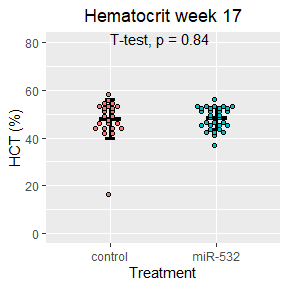 Hematocrit week 17
T-test, p = 0.84
HCT (%)
80
60
40
20
0
control
miR-532
Treatment